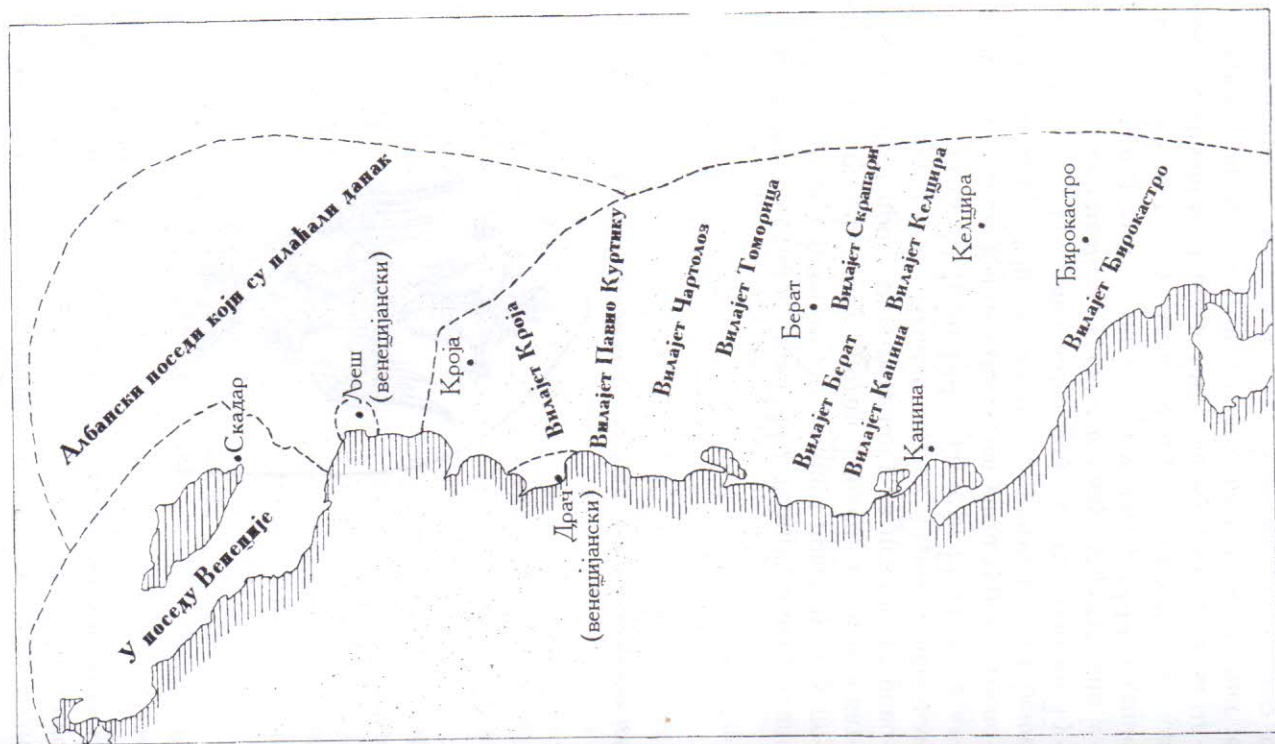 Албански поседи који су плаћали данак
У поседу Венеције
Скадар
Љеш
(венецијански)
Кроја
Вилајет Кроја
Драч
(венецијански)
Вилајет Павло Куртику
Вилајет Чартолоз
Вилајет Томорица
Берат
Вилајет Берат
Вилајет Скрапари
Вилајет Канина
Вилајет Келцира
Канина
Келцира
Ђирокастро
Вилајет Ђирокастро